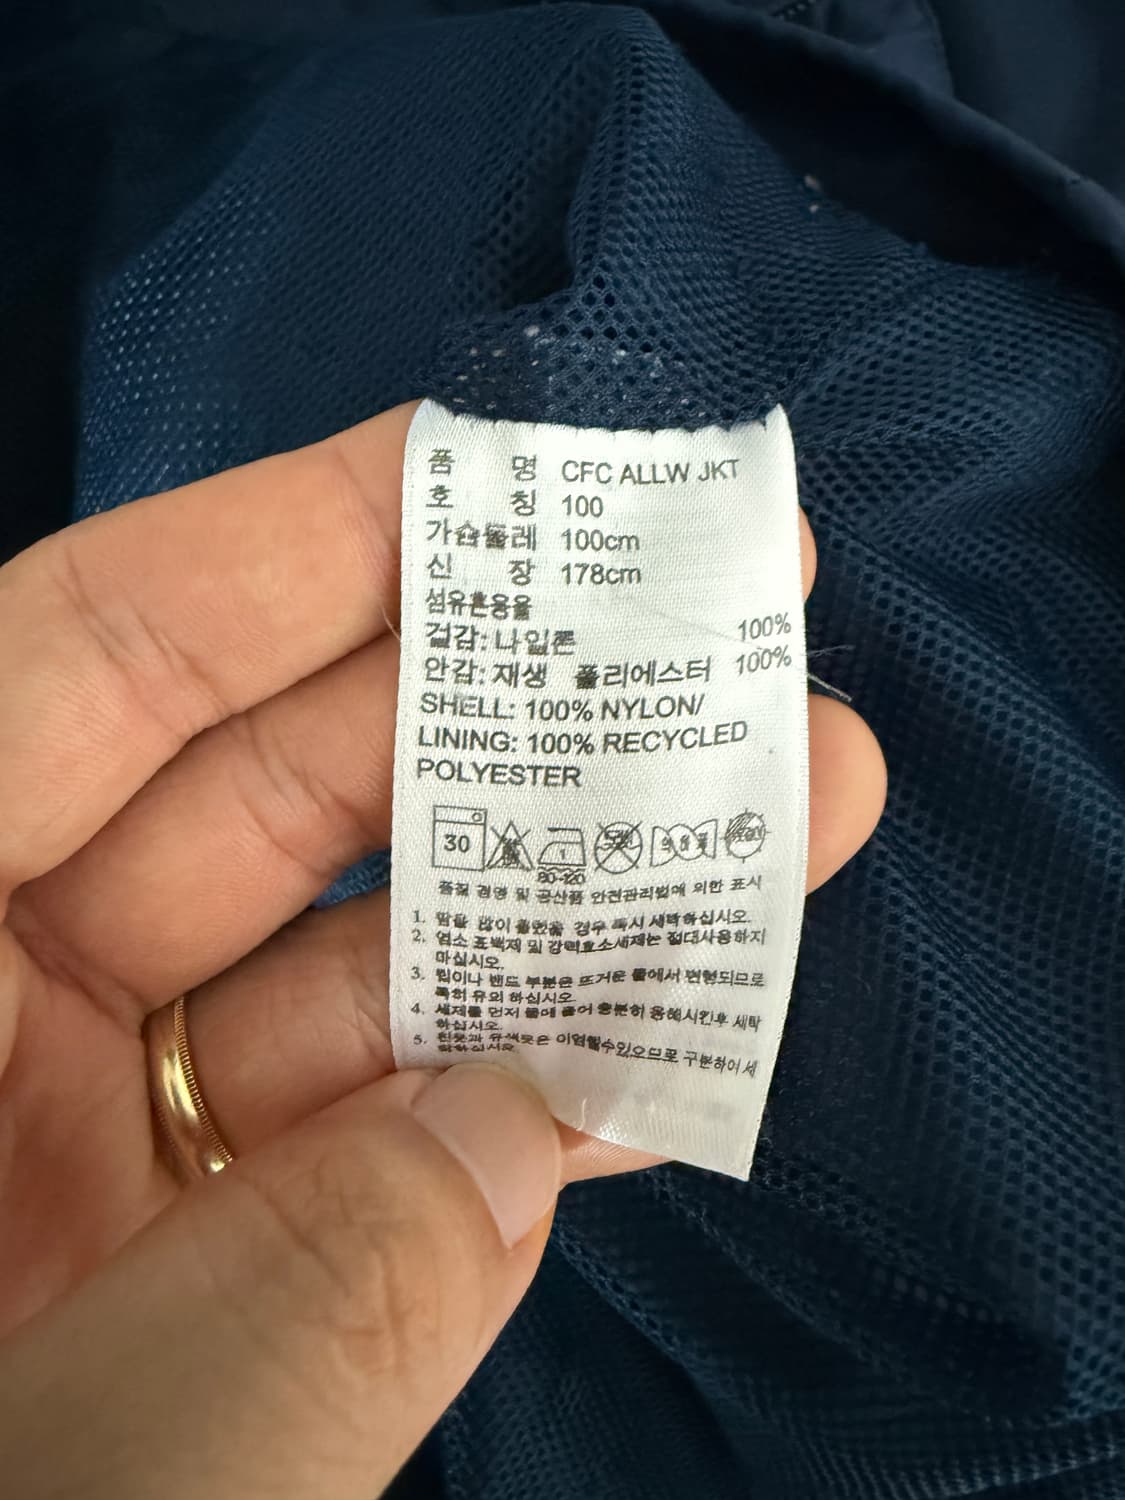 품 명 CFC ALLW JKT
호 칭 100
가슴둘레 100cm
신 장 178cm
섬유혼용율
겉감: 나일론 100%
안감: 재생 폴리에스터 100%
SHELL: 100% NYLON/
LINING: 100% RECYCLED
POLYESTER
30
80-120
품질 경영 및 공산품 안전관리법에 의한 표시
1. 땀을 많이 흘렸을 경우 즉시 세탁하십시오.
2. 염소 표백제 및 강력효소세제는 절대사용하지
마십시오.
3. 립이나 밴드 부분은 뜨거운 물에서 변형되므로
특히 유의 하십시오
4. 세제를 먼저 물에 풀어 충분히 용해시킨후 세탁
하십시오.
5. 흰옷과 유색옷은 이염될수있으므로 구분하여 세
탁하십시오